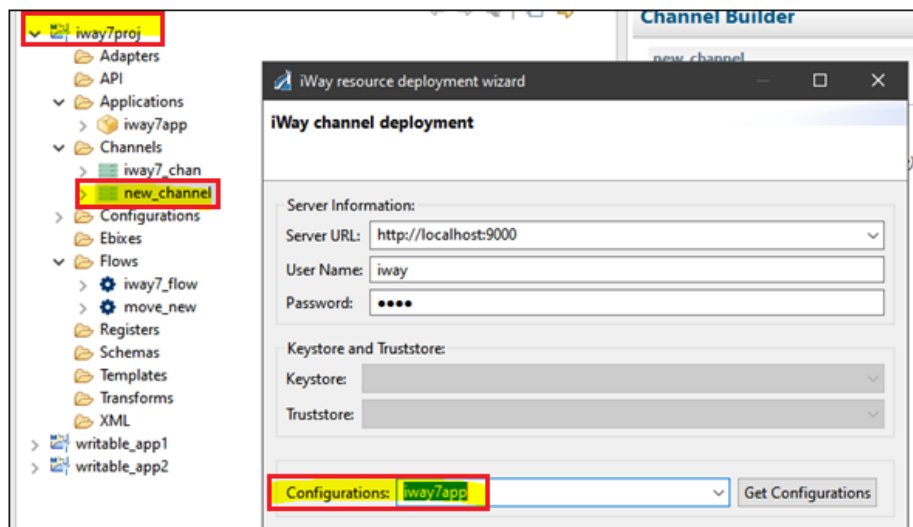 iway7proj
Adapters
API
Applications
iway7app
Channels
iway7_chan
new_channel
Configurations
Ebixes
Flows
iway7_flow
move_new
Registers
Schemas
Templates
Transforms
XML
writable_app1
writable_app2
Channel Builder
new_channel
iWay resource deployment wizard
iWay channel deployment
Server Information:
Server URL: http://localhost:9000
User Name: iway
Password: ••••
Keystore and Truststore:
Keystore:
Truststore:
Configurations: iway7app Get Configurations